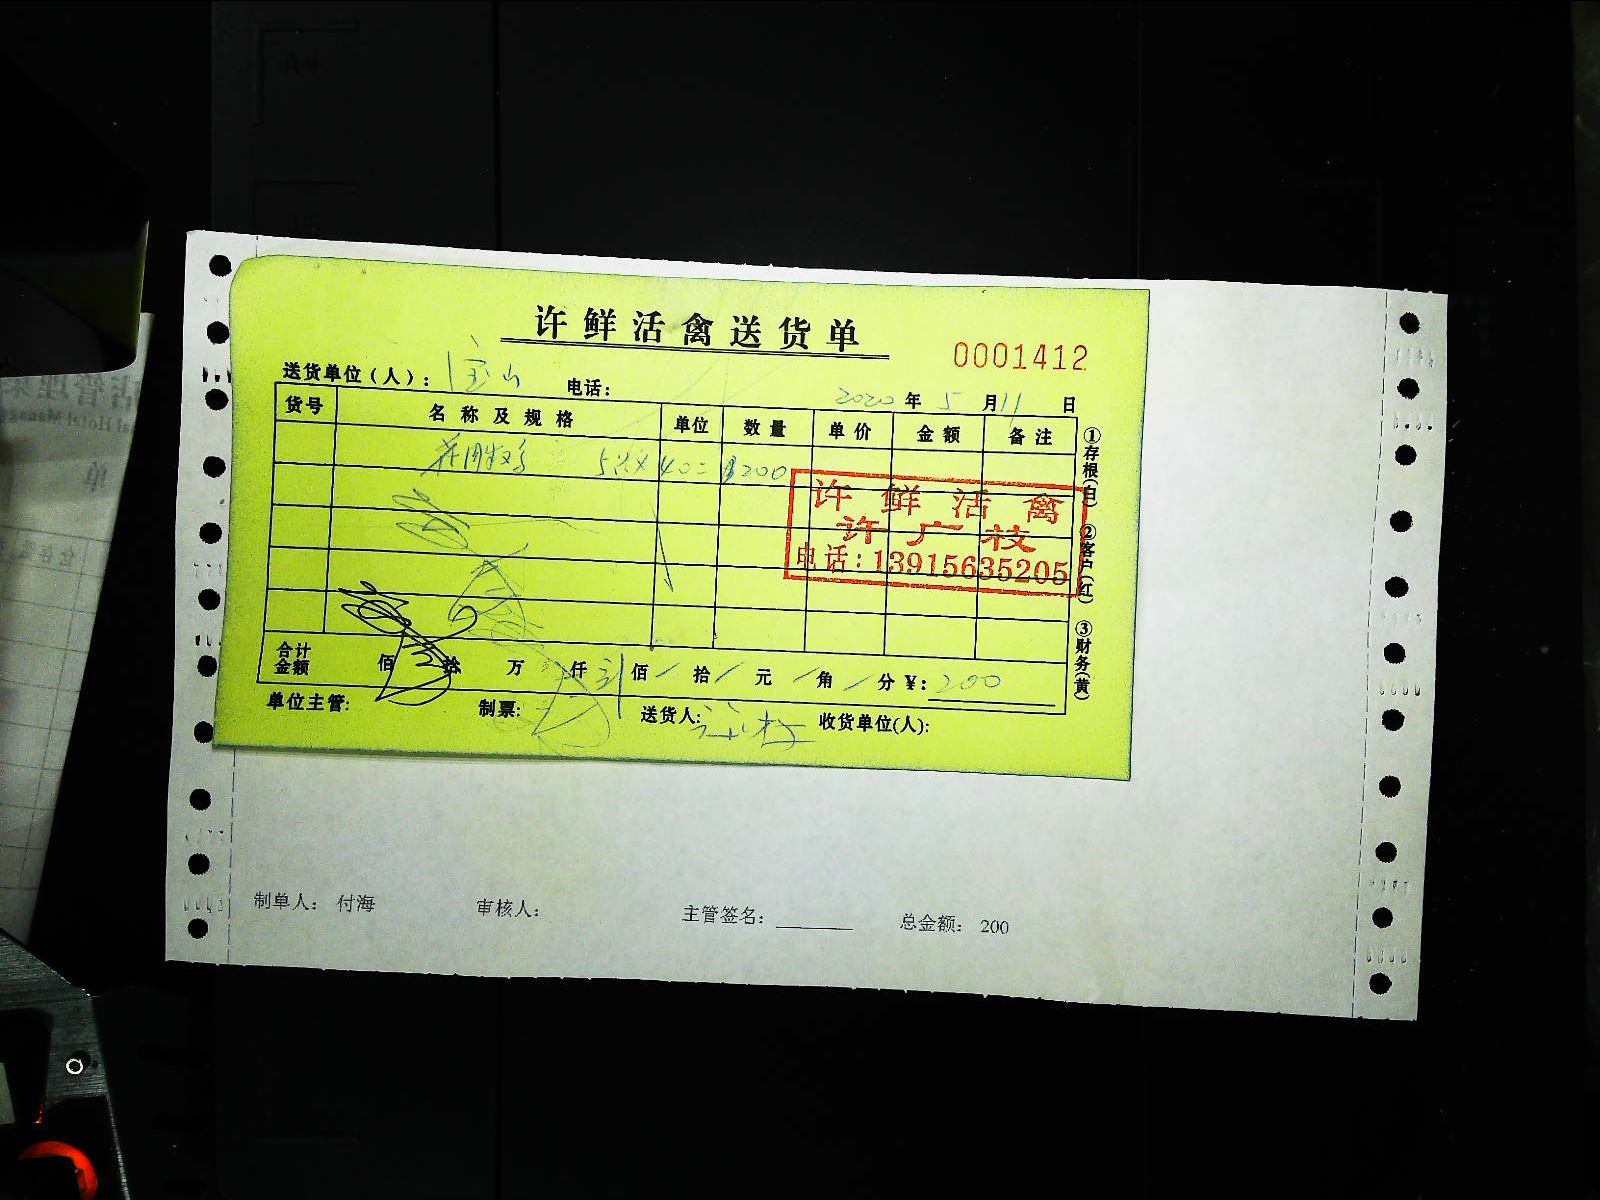 许鲜活禽送货单
0001412
送货单位(人): 宝山 电话:
2020 年 5 月 11 日
货号 名称及规格 单位 数量 单价 金额 备注
40= $200
许鲜活禽
许广枝
电话:13915635205
①存根(白) ②客户(红) ③财务(黄)
合计金额 佰 拾 万 仟 佰 / 拾 / 元 / 角 / 分 ¥: 200
单位主管: 制票: 送货人: 收货单位(人):
制单人: 付海 审核人: 主管签名: 总金额: 200
单